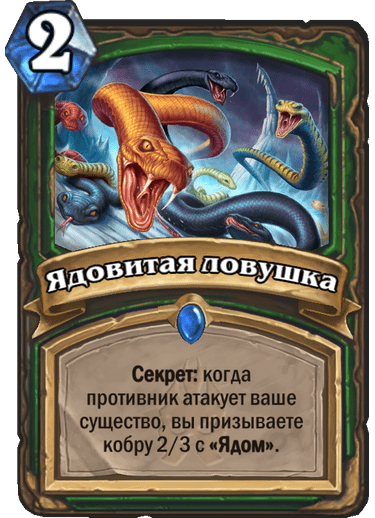 2
Ядовитая ловушка
Секрет: когда
противник атакует ваше
существо, вы призываете
кобру 2/3 с «Ядом».